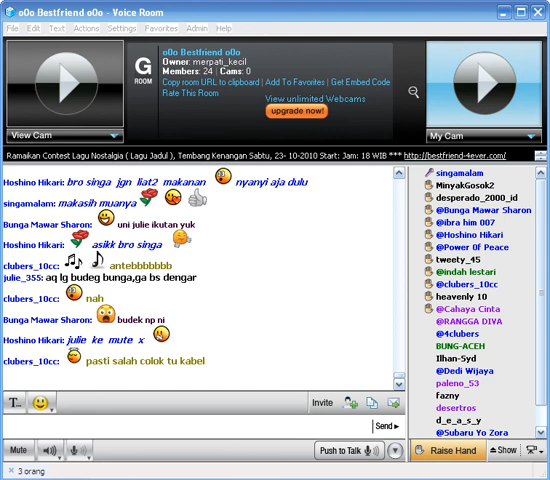 o0o Bestfriend o0o - Voice Room
File Edit Text Actions Settings Favorites Admin Help
View Cam
G
ROOM
o0o Bestfriend o0o
Owner: merpati_kecil
Members: 24 | Cams: 0
Copy room URL to clipboard | Add To Favorites | Get Embed Code
Rate This Room
View unlimited Webcams
upgrade now!
My Cam
Ramaikan Contest Lagu Nostalgia ( Lagu Jadul ), Tembang Kenangan Sabtu, 23- 10-2010 Start: Jam: 18 WIB *** http://bestfriend-4ever.com/
Hoshino Hikari: bro singa jgn liat2 makanan nyanyi aja dulu
singamalam: makasih muanya
Bunga Mawar Sharon: uni julie ikutan yuk
Hoshino Hikari: asikk bro singa
clubers_10cc: antebbbbbbb
julie_355: aq lg budeg bunga,ga bs dengar
clubers_10cc: nah
Bunga Mawar Sharon: budek np ni
Hoshino Hikari: julie ke mute x
clubers_10cc: pasti salah colok tu kabel
singamalam
MinyakGosok2
desperado_2000_id
@Bunga Mawar Sharon
@ibra him 007
@Hoshino Hikari
@Power 0f Peace
tweety_45
@indah lestari
@clubers_10cc
heavenly 10
@Cahaya Cinta
@RANGGA DIVA
@4clubers
BUNG-ACEH
Ilhan-Syd
@Dedi Wijaya
paleno_53
fazny
desertros
d_e_a_s_y
@Subaru Yo Zora
T...
Invite
Send
Mute
Push to Talk
Raise Hand
Show
3 orang